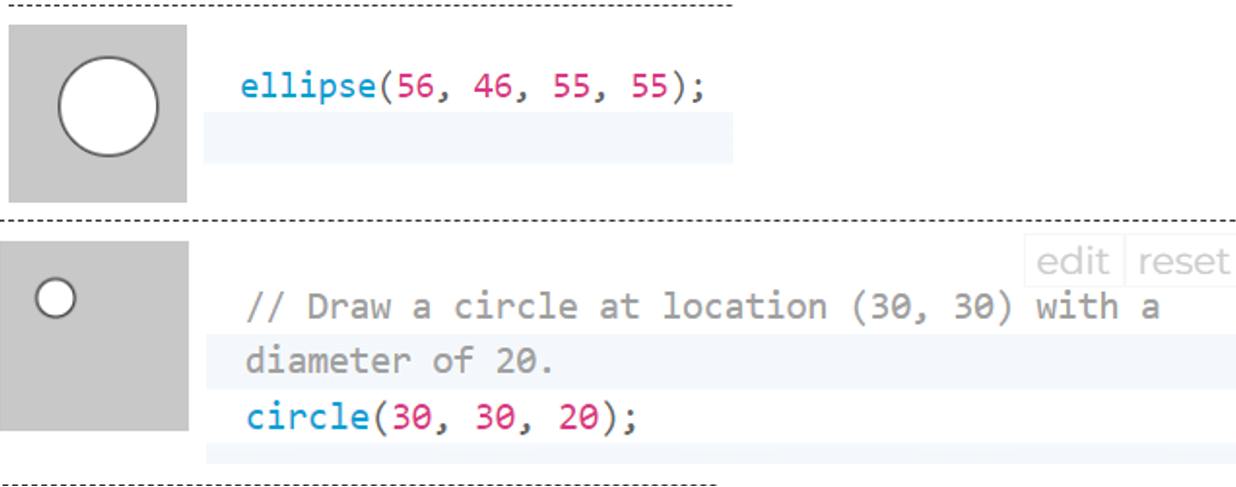 ellipse(56, 46, 55, 55);
edit reset
// Draw a circle at location (30, 30) with a
diameter of 20.
circle(30, 30, 20);